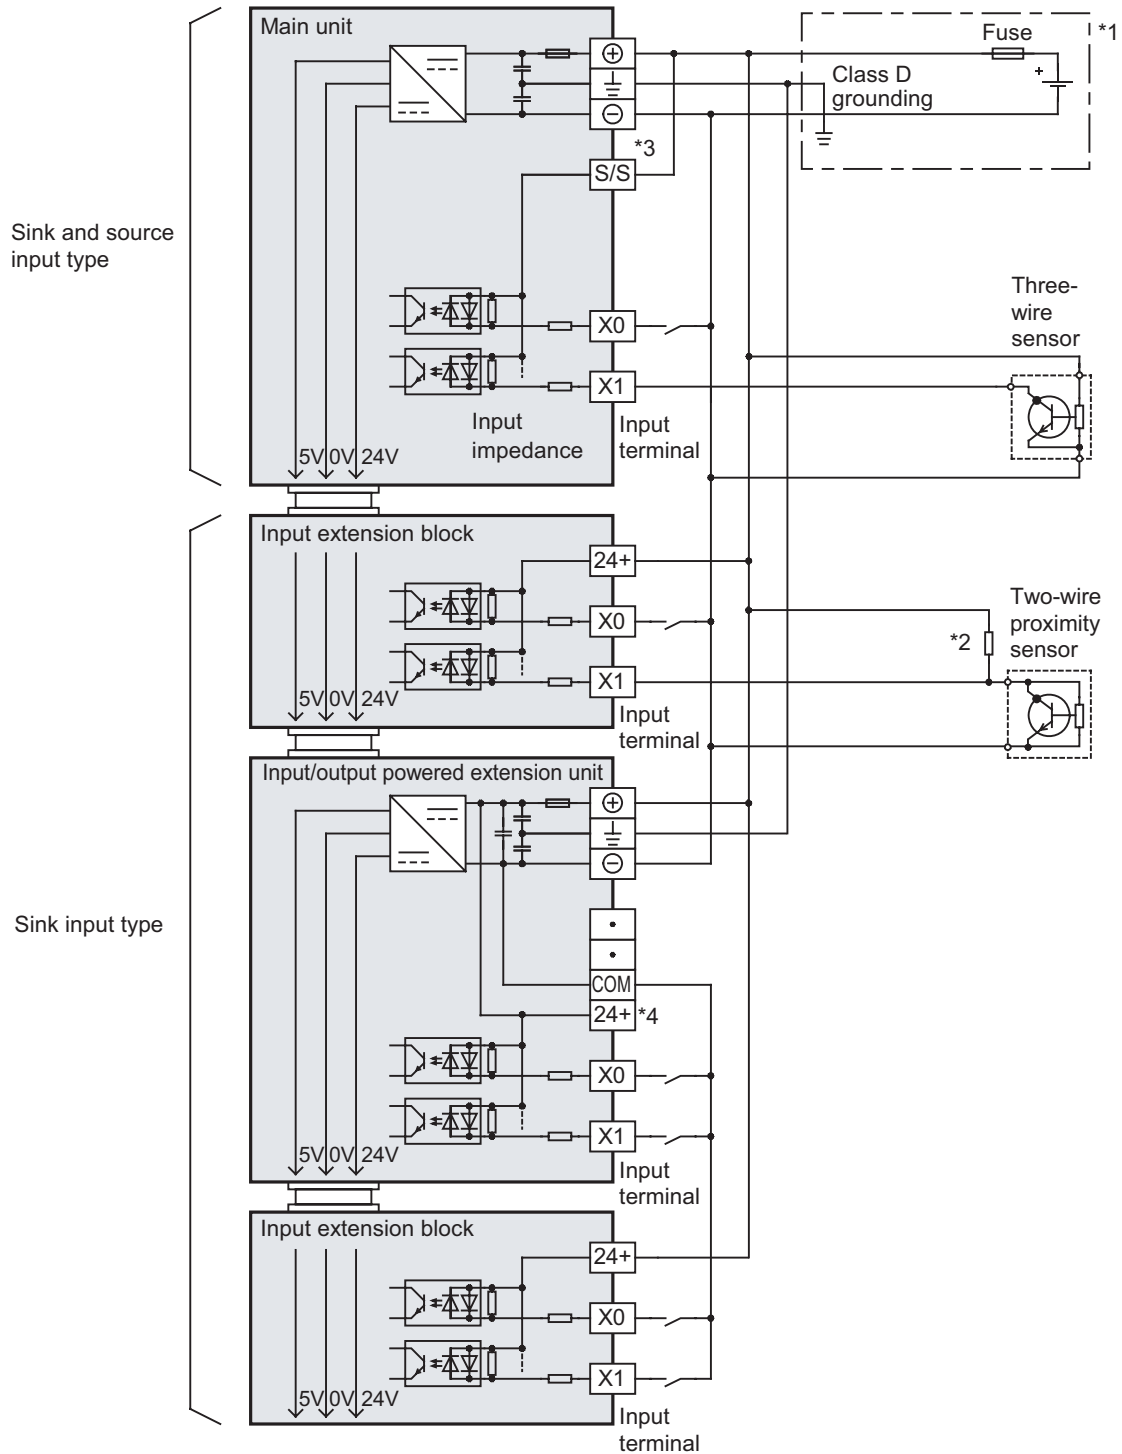 Main unit
Fuse
*1
Class D
grounding
+
*3
S/S
Sink and source
input type
Three-
wire
sensor
X0
X1
Input
impedance
Input
terminal
5V 0V 24V
Input extension block
24+
X0
Two-wire
proximity
sensor
*2
X1
5V 0V 24V
Input
terminal
Input/output powered extension unit
Sink input type
COM
24+ *4
X0
X1
5V 0V 24V
Input
terminal
Input extension block
24+
X0
X1
5V 0V 24V
Input
terminal